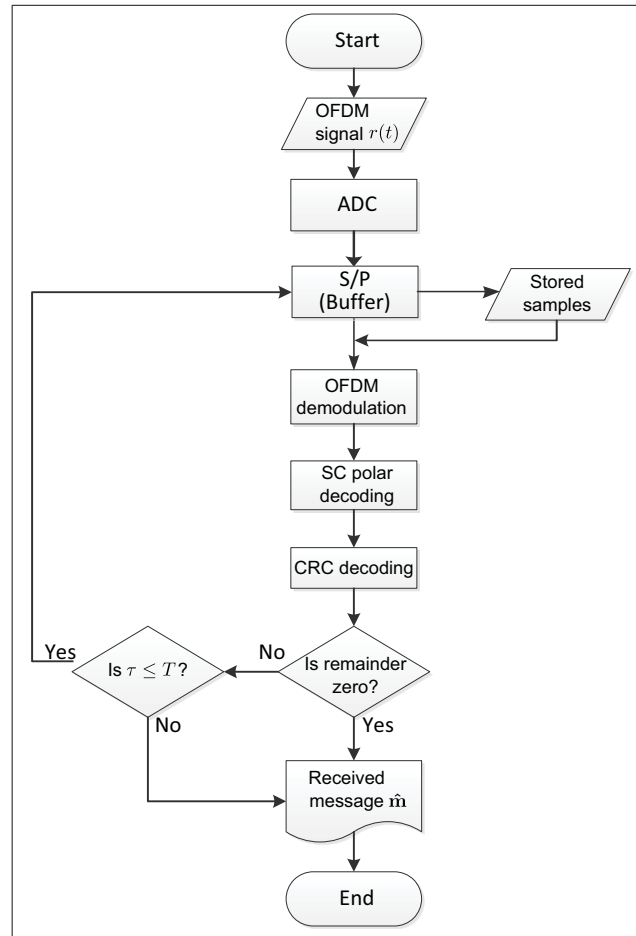 Start
OFDM
signal r(t)
ADC
S/P
(Buffer)
Stored
samples
OFDM
demodulation
SC polar
decoding
CRC decoding
Yes
Is τ ≤ T?
No
Is remainder
zero?
No
Yes
Received
message m̂
End